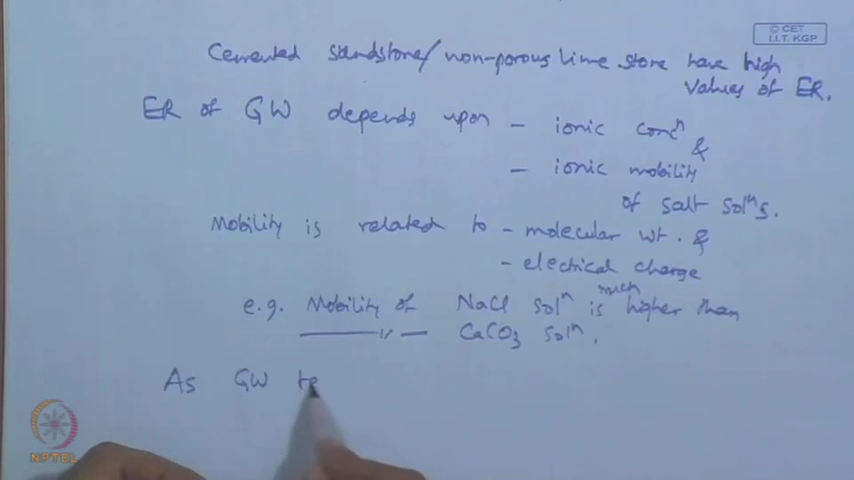 © CET
I.I.T. KGP
Cemented sandstone/non-porous lime stone have high
values of ER.
ER of GW depends upon - ionic concⁿ
&
- ionic mobility
of salt solⁿs.
Mobility is related to - molecular wt. &
- electrical charge
e.g. Mobility of NaCl solⁿ is much higher than
——〃— CaCO₃ solⁿ.
As GW te
NPTEL